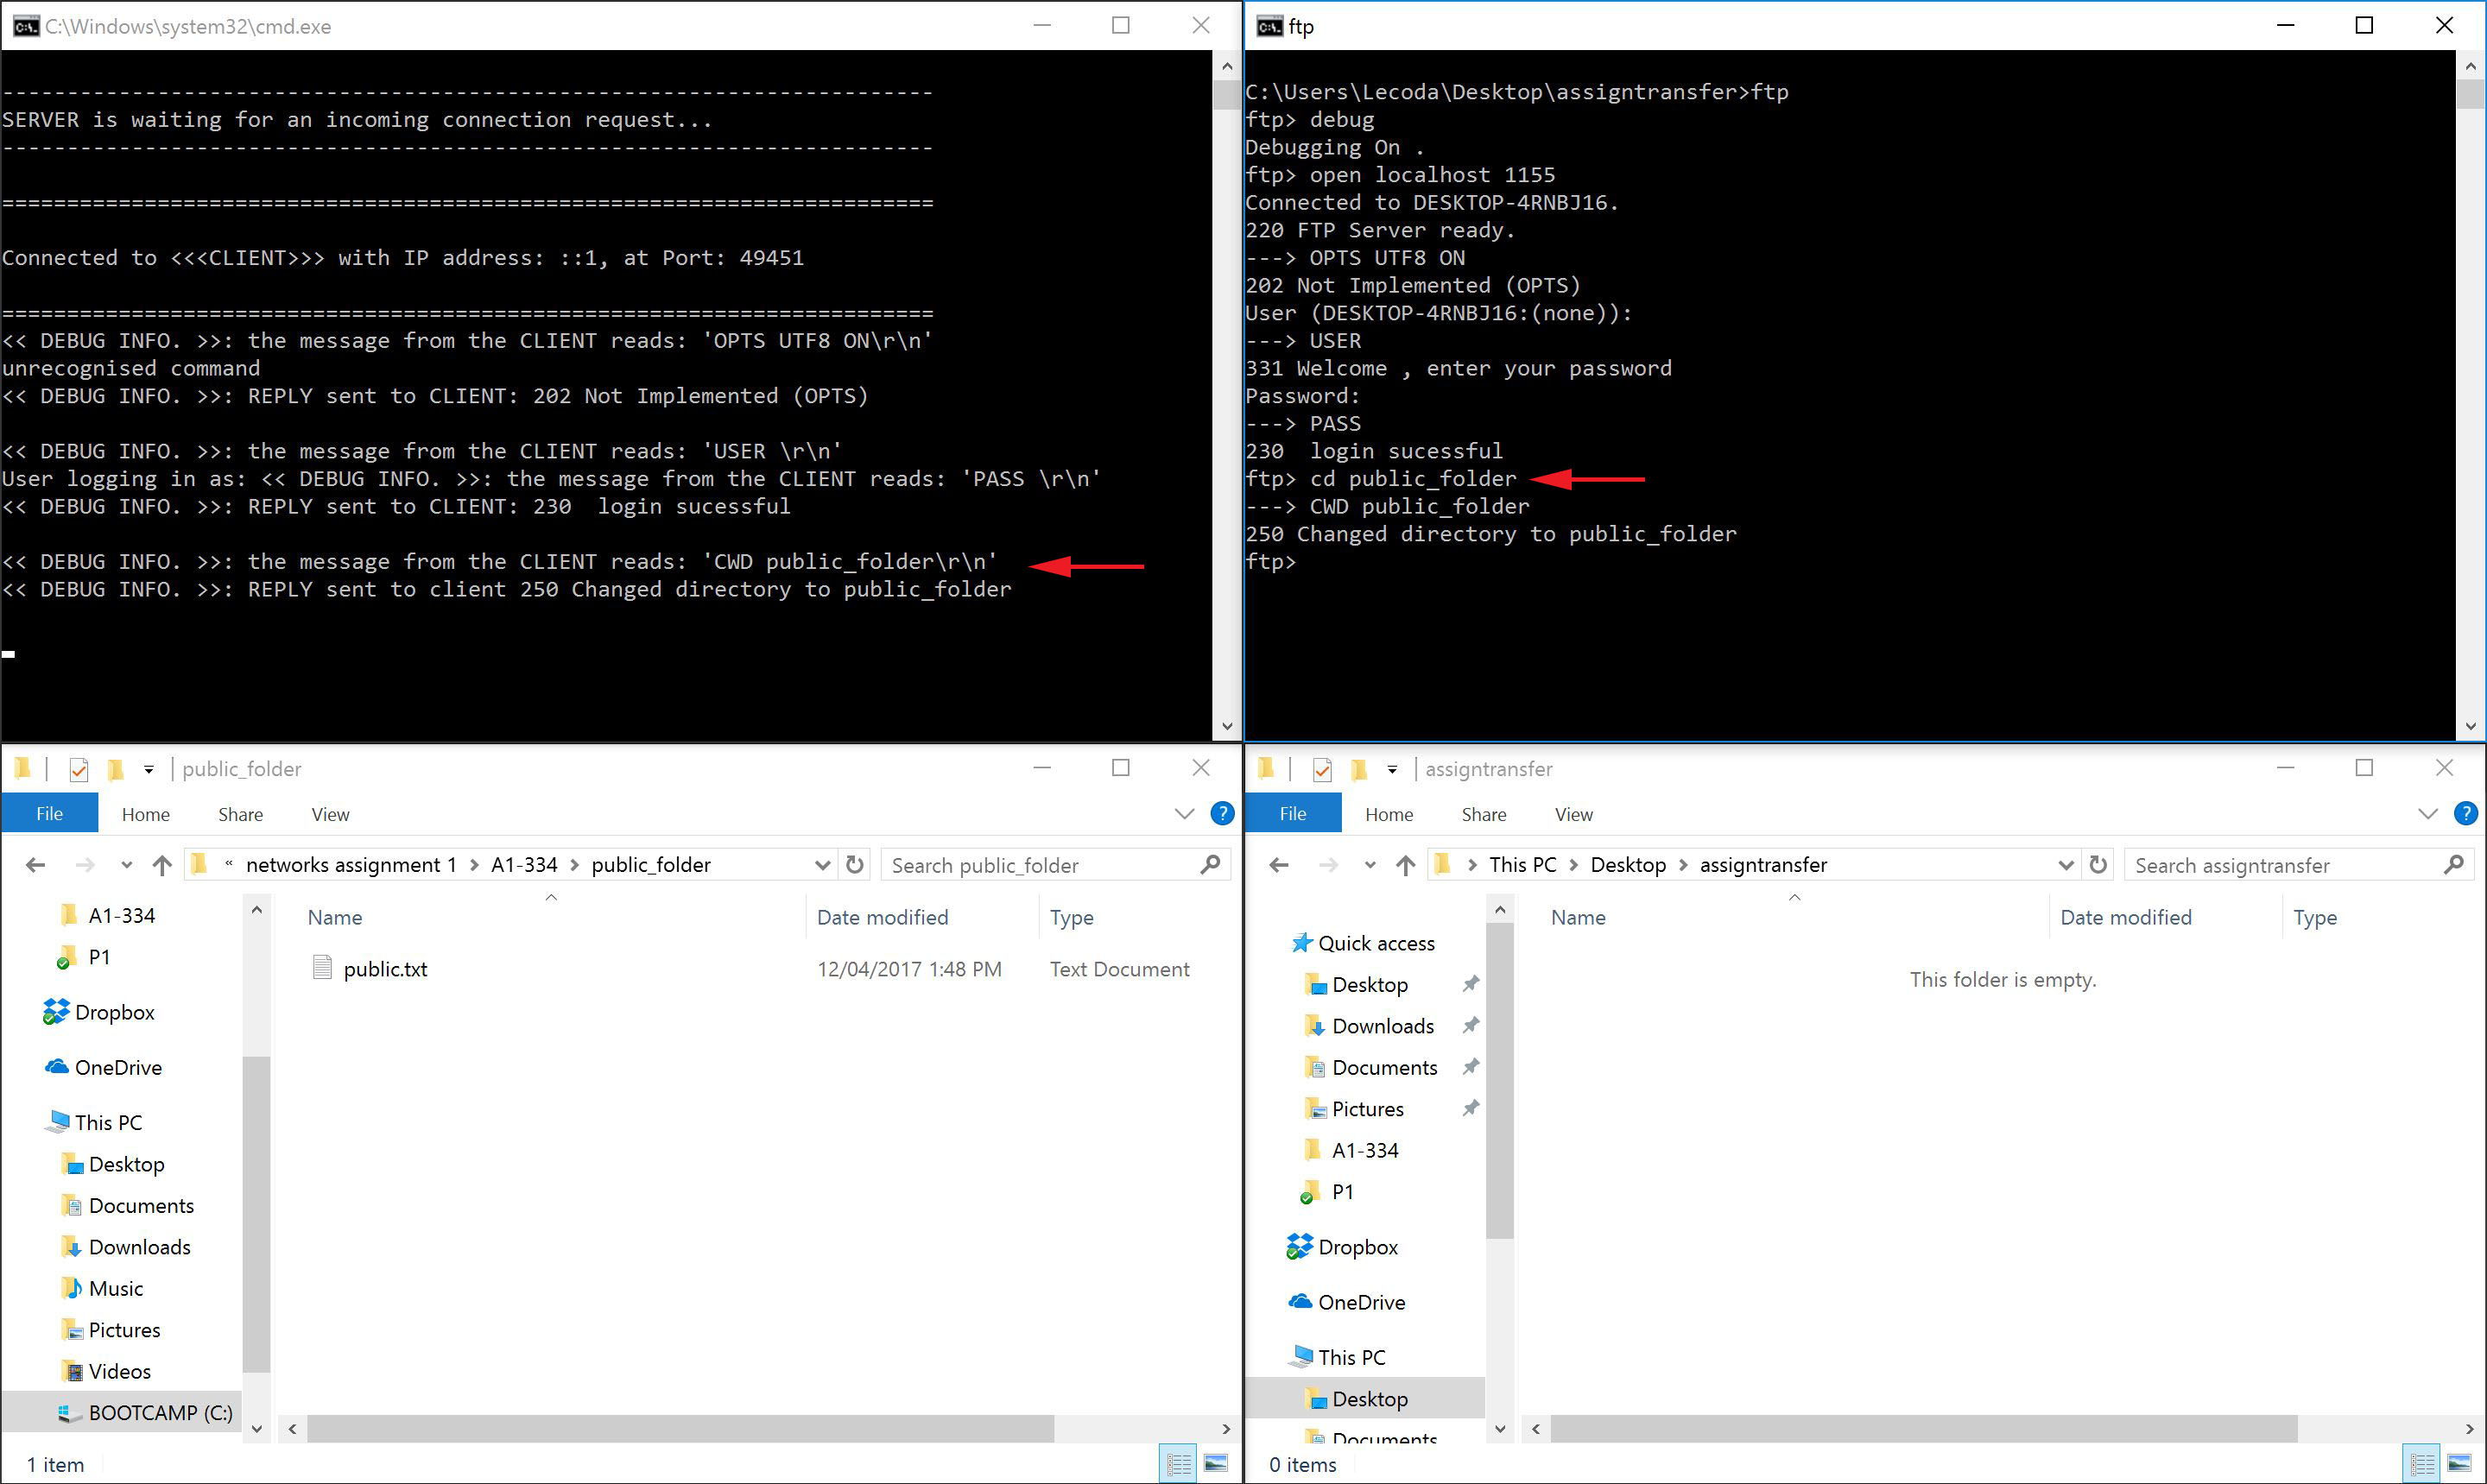 C:\Windows\system32\cmd.exe
--------------------------------------------------------------------------
SERVER is waiting for an incoming connection request...
--------------------------------------------------------------------------
==========================================================================
Connected to <<<CLIENT>>> with IP address: ::1, at Port: 49451
==========================================================================
<< DEBUG INFO. >>: the message from the CLIENT reads: 'OPTS UTF8 ON\r\n'
unrecognised command
<< DEBUG INFO. >>: REPLY sent to CLIENT: 202 Not Implemented (OPTS)
<< DEBUG INFO. >>: the message from the CLIENT reads: 'USER \r\n'
User logging in as: << DEBUG INFO. >>: the message from the CLIENT reads: 'PASS \r\n'
<< DEBUG INFO. >>: REPLY sent to CLIENT: 230  login sucessful
<< DEBUG INFO. >>: the message from the CLIENT reads: 'CWD public_folder\r\n'
<< DEBUG INFO. >>: REPLY sent to client 250 Changed directory to public_folder
ftp
C:\Users\Lecoda\Desktop\assigntransfer>ftp
ftp> debug
Debugging On .
ftp> open localhost 1155
Connected to DESKTOP-4RNBJ16.
220 FTP Server ready.
---> OPTS UTF8 ON
202 Not Implemented (OPTS)
User (DESKTOP-4RNBJ16:(none)):
---> USER
331 Welcome , enter your password
Password:
---> PASS
230  login sucessful
ftp> cd public_folder
---> CWD public_folder
250 Changed directory to public_folder
ftp>
public_folder
File Home Share View ?
« networks assignment 1 > A1-334 > public_folder Search public_folder
Name Date modified Type
public.txt 12/04/2017 1:48 PM Text Document
A1-334
P1
Dropbox
OneDrive
This PC
Desktop
Documents
Downloads
Music
Pictures
Videos
BOOTCAMP (C:)
1 item
assigntransfer
File Home Share View ?
> This PC > Desktop > assigntransfer Search assigntransfer
Name Date modified Type
This folder is empty.
Quick access
Desktop
Downloads
Documents
Pictures
A1-334
P1
Dropbox
OneDrive
This PC
Desktop
Documents
0 items